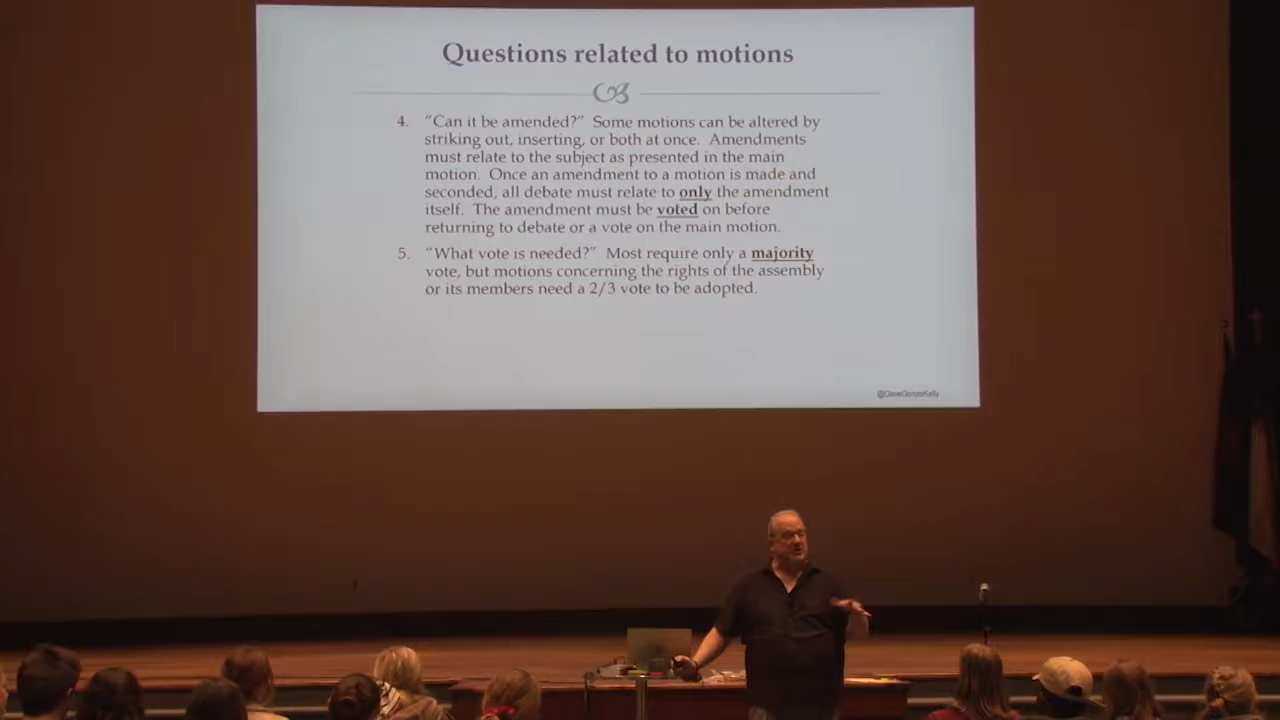 Questions related to motions
4. “Can it be amended?” Some motions can be altered by
striking out, inserting, or both at once. Amendments
must relate to the subject as presented in the main
motion. Once an amendment to a motion is made and
seconded, all debate must relate to only the amendment
itself. The amendment must be voted on before
returning to debate or a vote on the main motion.
5. “What vote is needed?” Most require only a majority
vote, but motions concerning the rights of the assembly
or its members need a 2/3 vote to be adopted.
@DaveGonzoKelly